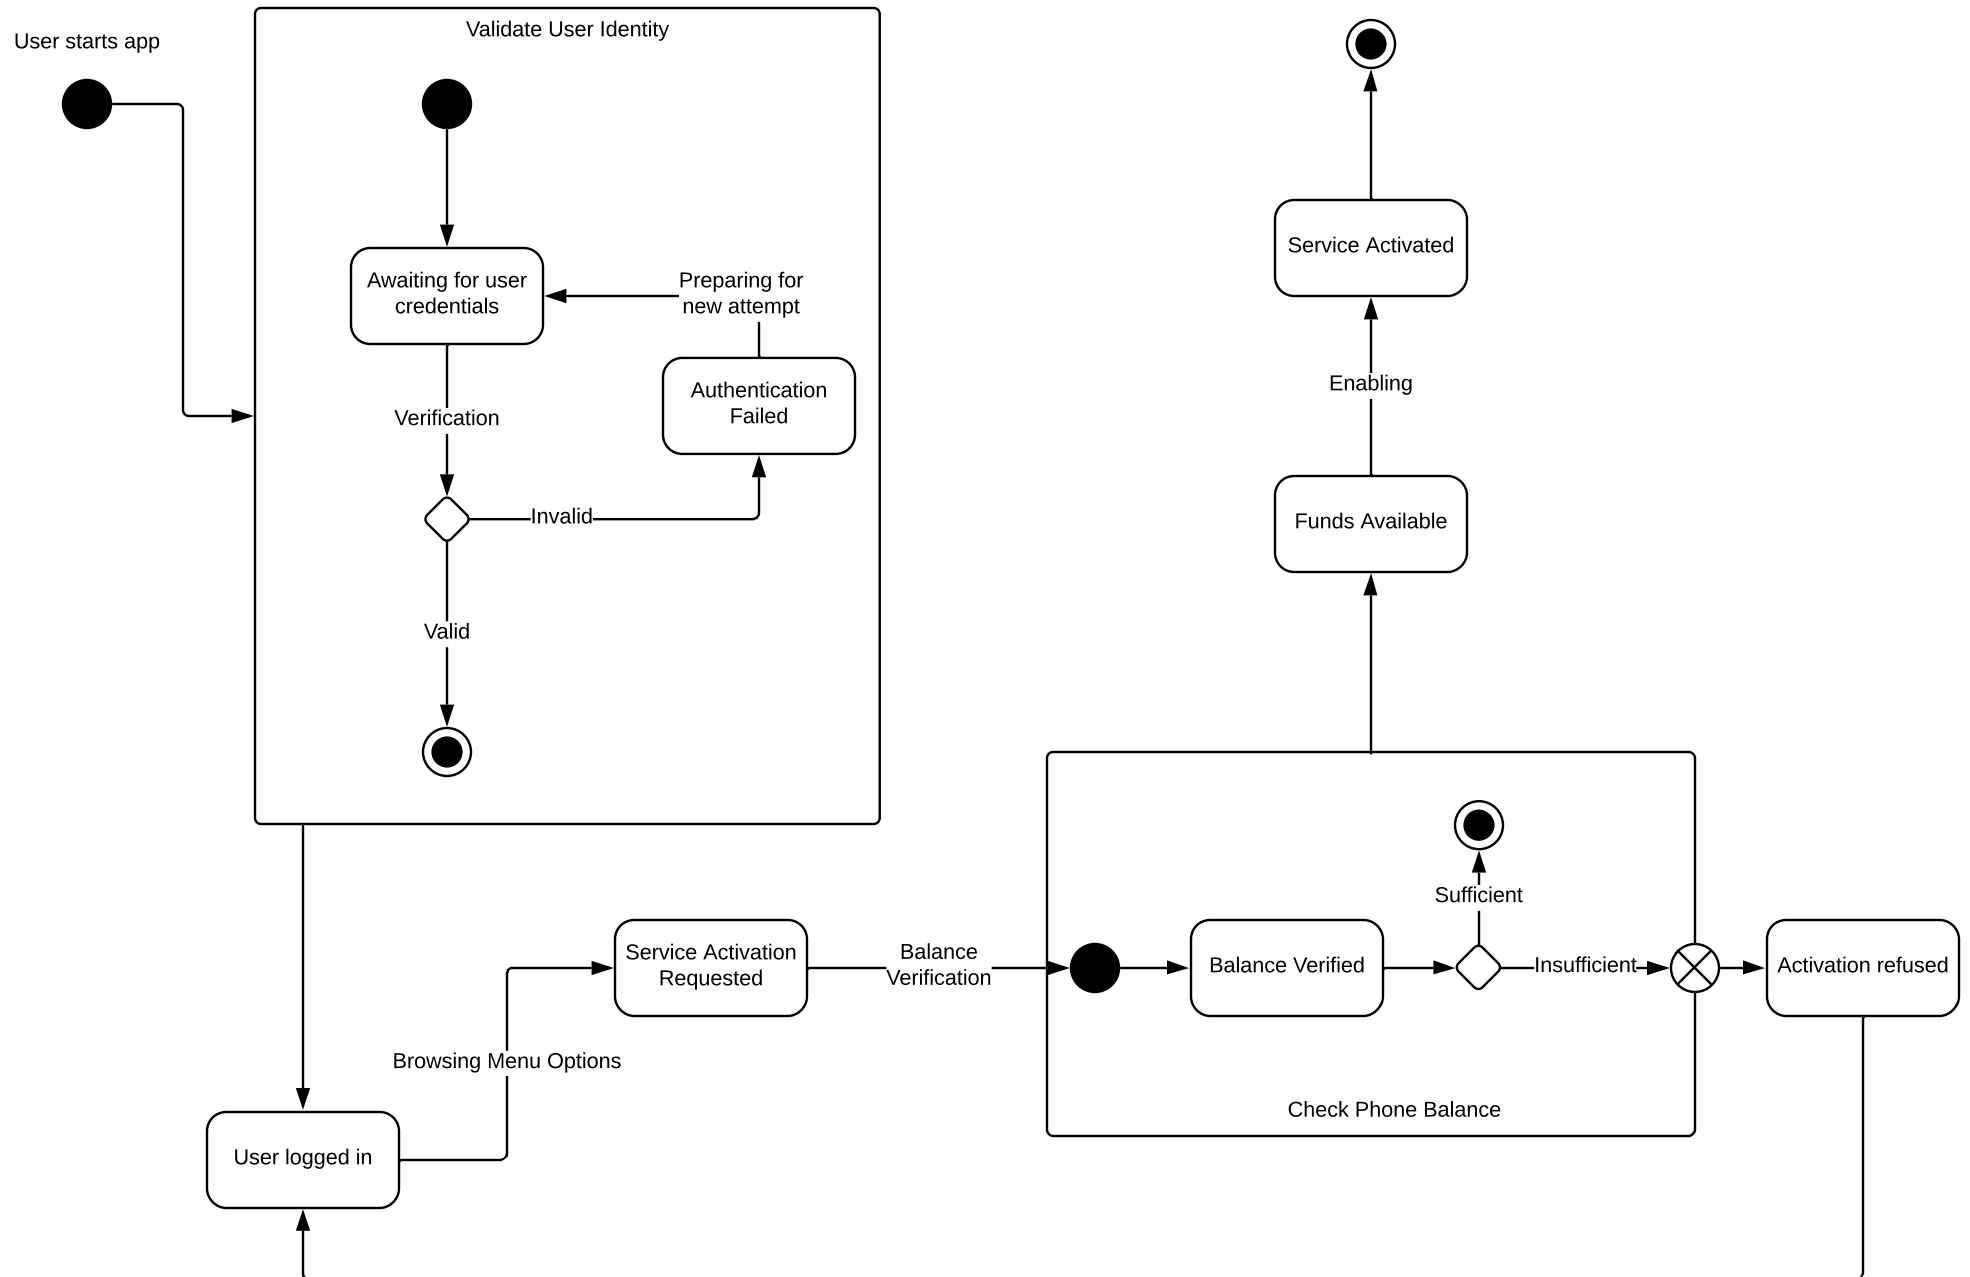 User starts app
Validate User Identity
Awaiting for user
credentials
Preparing for
new attempt
Authentication
Failed
Verification
Invalid
Valid
Service Activated
Enabling
Funds Available
Sufficient
Service Activation
Requested
Balance
Verification
Balance Verified
Insufficient
Activation refused
Browsing Menu Options
Check Phone Balance
User logged in